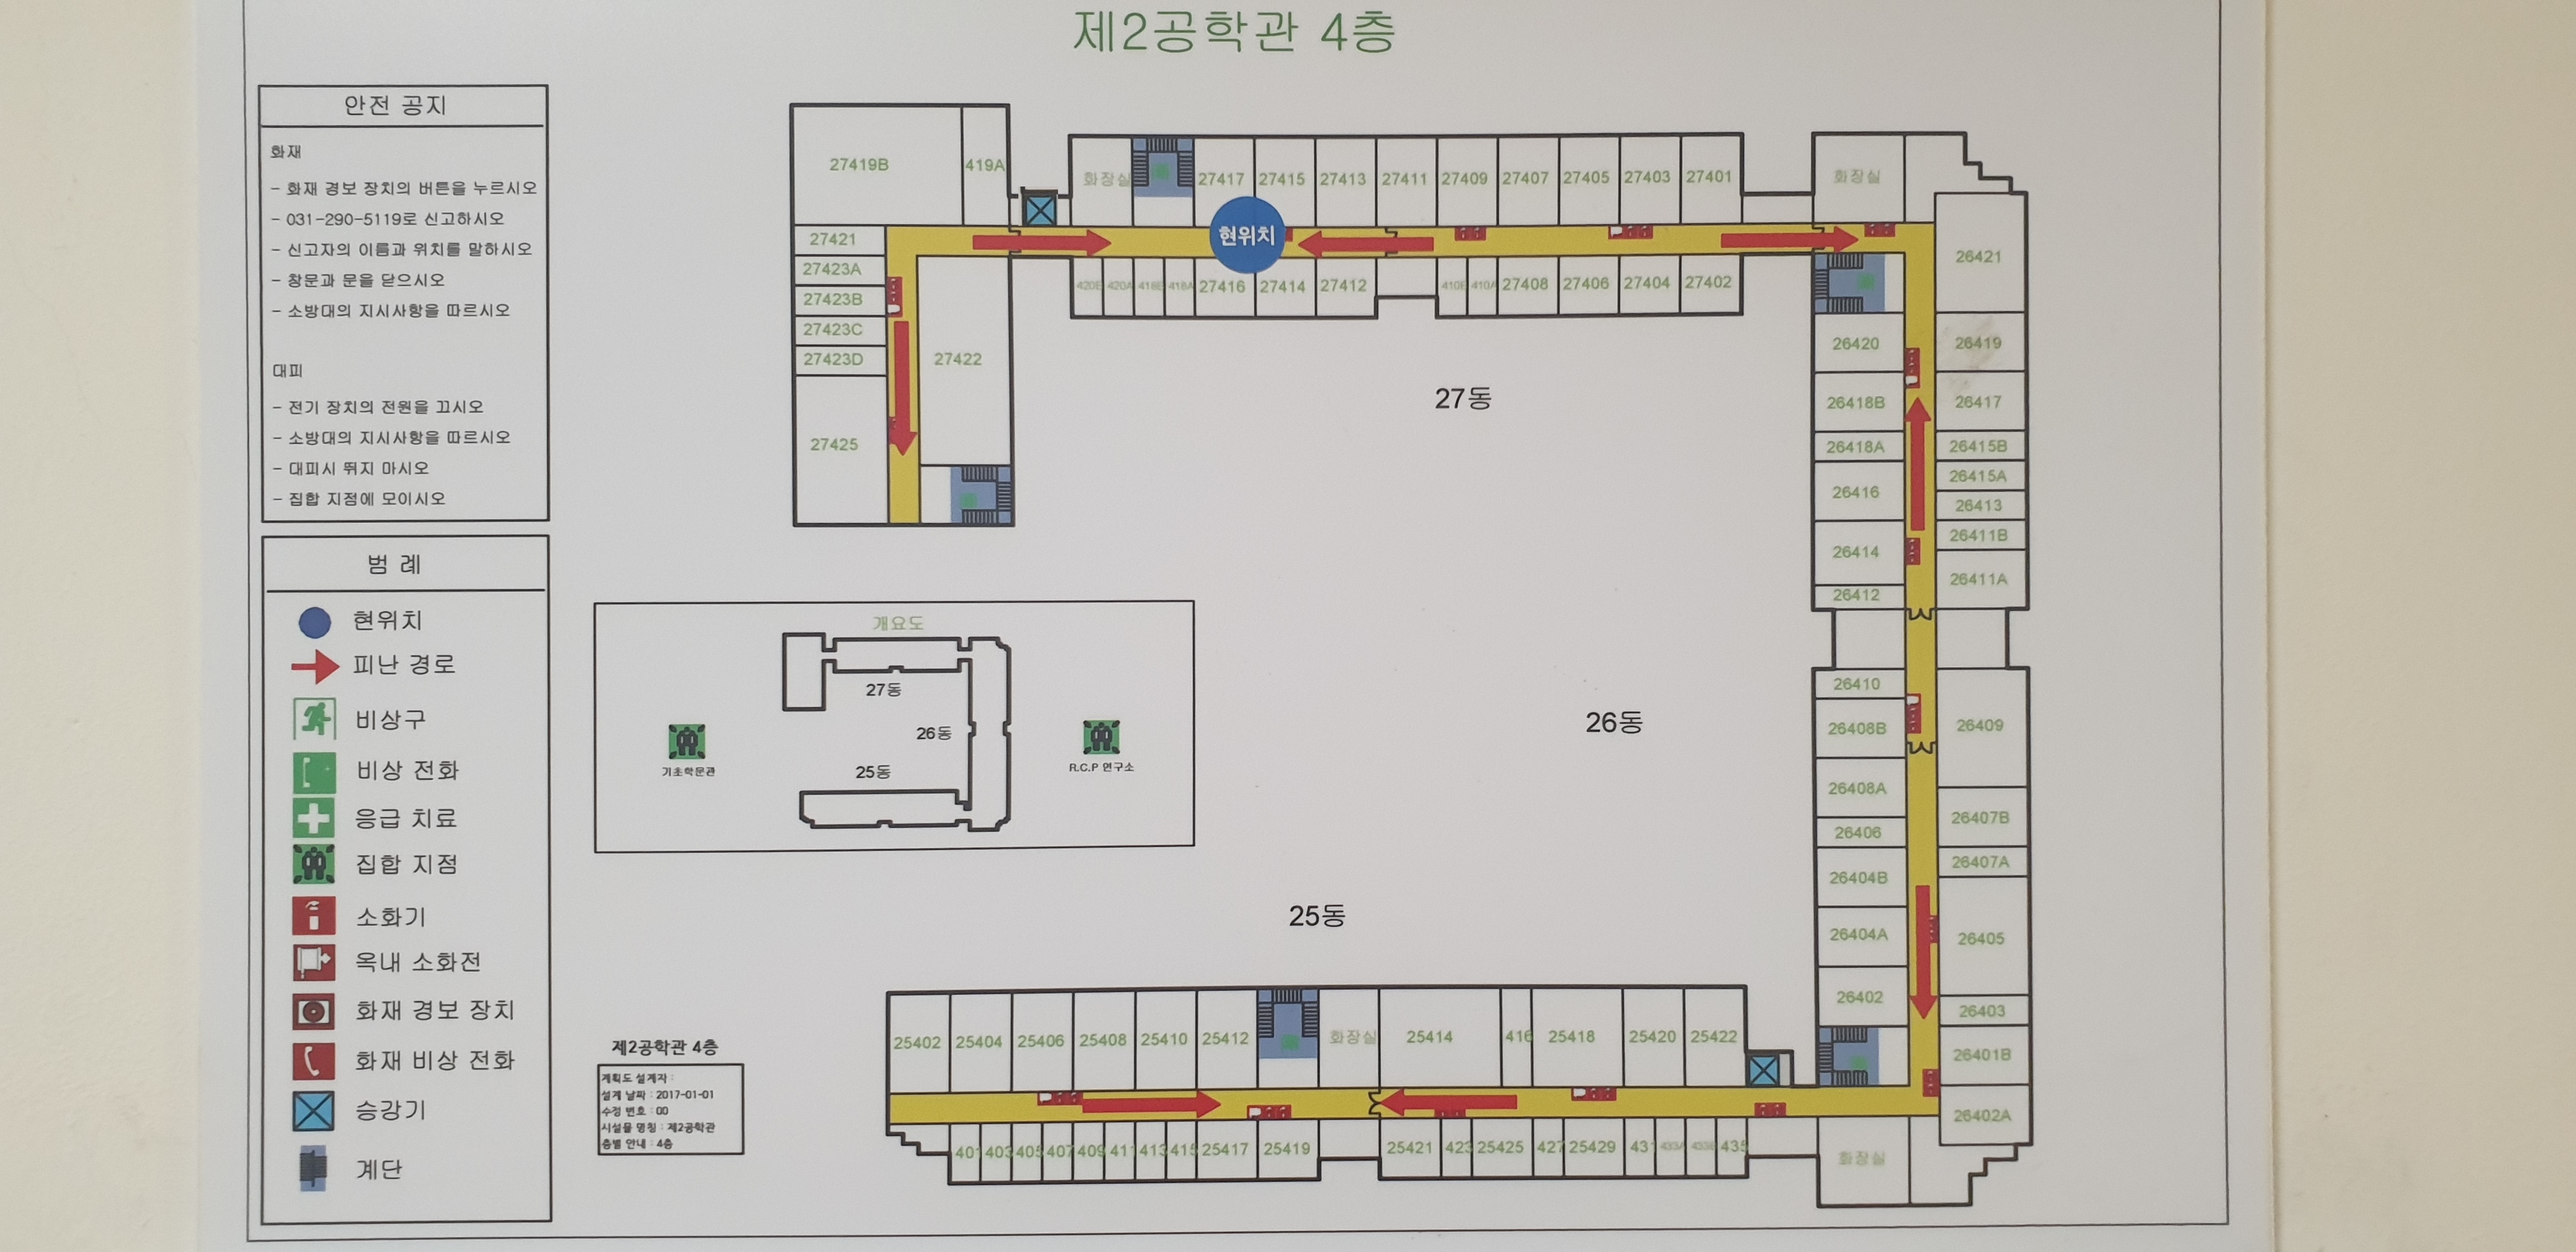 제2공학관 4층
안전 공지
화재
- 화재 경보 장치의 버튼을 누르시오
- 031-290-5119로 신고하시오
- 신고자의 이름과 위치를 말하시오
- 창문과 문을 닫으시오
- 소방대의 지시사항을 따르시오
대피
- 전기 장치의 전원을 끄시오
- 소방대의 지시사항을 따르시오
- 대피시 뛰지 마시오
- 집합 지점에 모이시오
범 례
현위치
피난 경로
비상구
비상 전화
응급 치료
집합 지점
소화기
옥내 소화전
화재 경보 장치
화재 비상 전화
승강기
계단
27419B 419A
화장실 27417 27415 27413 27411 27409 27407 27405 27403 27401
화장실
현위치
27421
27423A
27423B
27423C
27423D
27425
27422
420B 420A 418B 418A 27416 27414 27412 410B 410A 27408 27406 27404 27402
27동
26421
26420 26419
26418B 26417
26418A 26415B
26416 26415A
26413
26414 26411B
26412 26411A
26410
26408B 26409
26408A
26406 26407B
26404B 26407A
26404A 26405
26402 26403
26401B
26402A
26동
개요도
27동
26동
25동
기초학문관
R.C.P 연구소
25동
25402 25404 25406 25408 25410 25412 화장실 25414 416 25418 25420 25422
401 403 405 407 409 411 413 415 25417 25419 25421 423 25425 427 25429 431 433A 433B 435
화장실
제2공학관 4층
계획도 설계자 :
설계 날짜 : 2017-01-01
수정 번호 : 00
시설물 명칭 : 제2공학관
층별 안내 : 4층